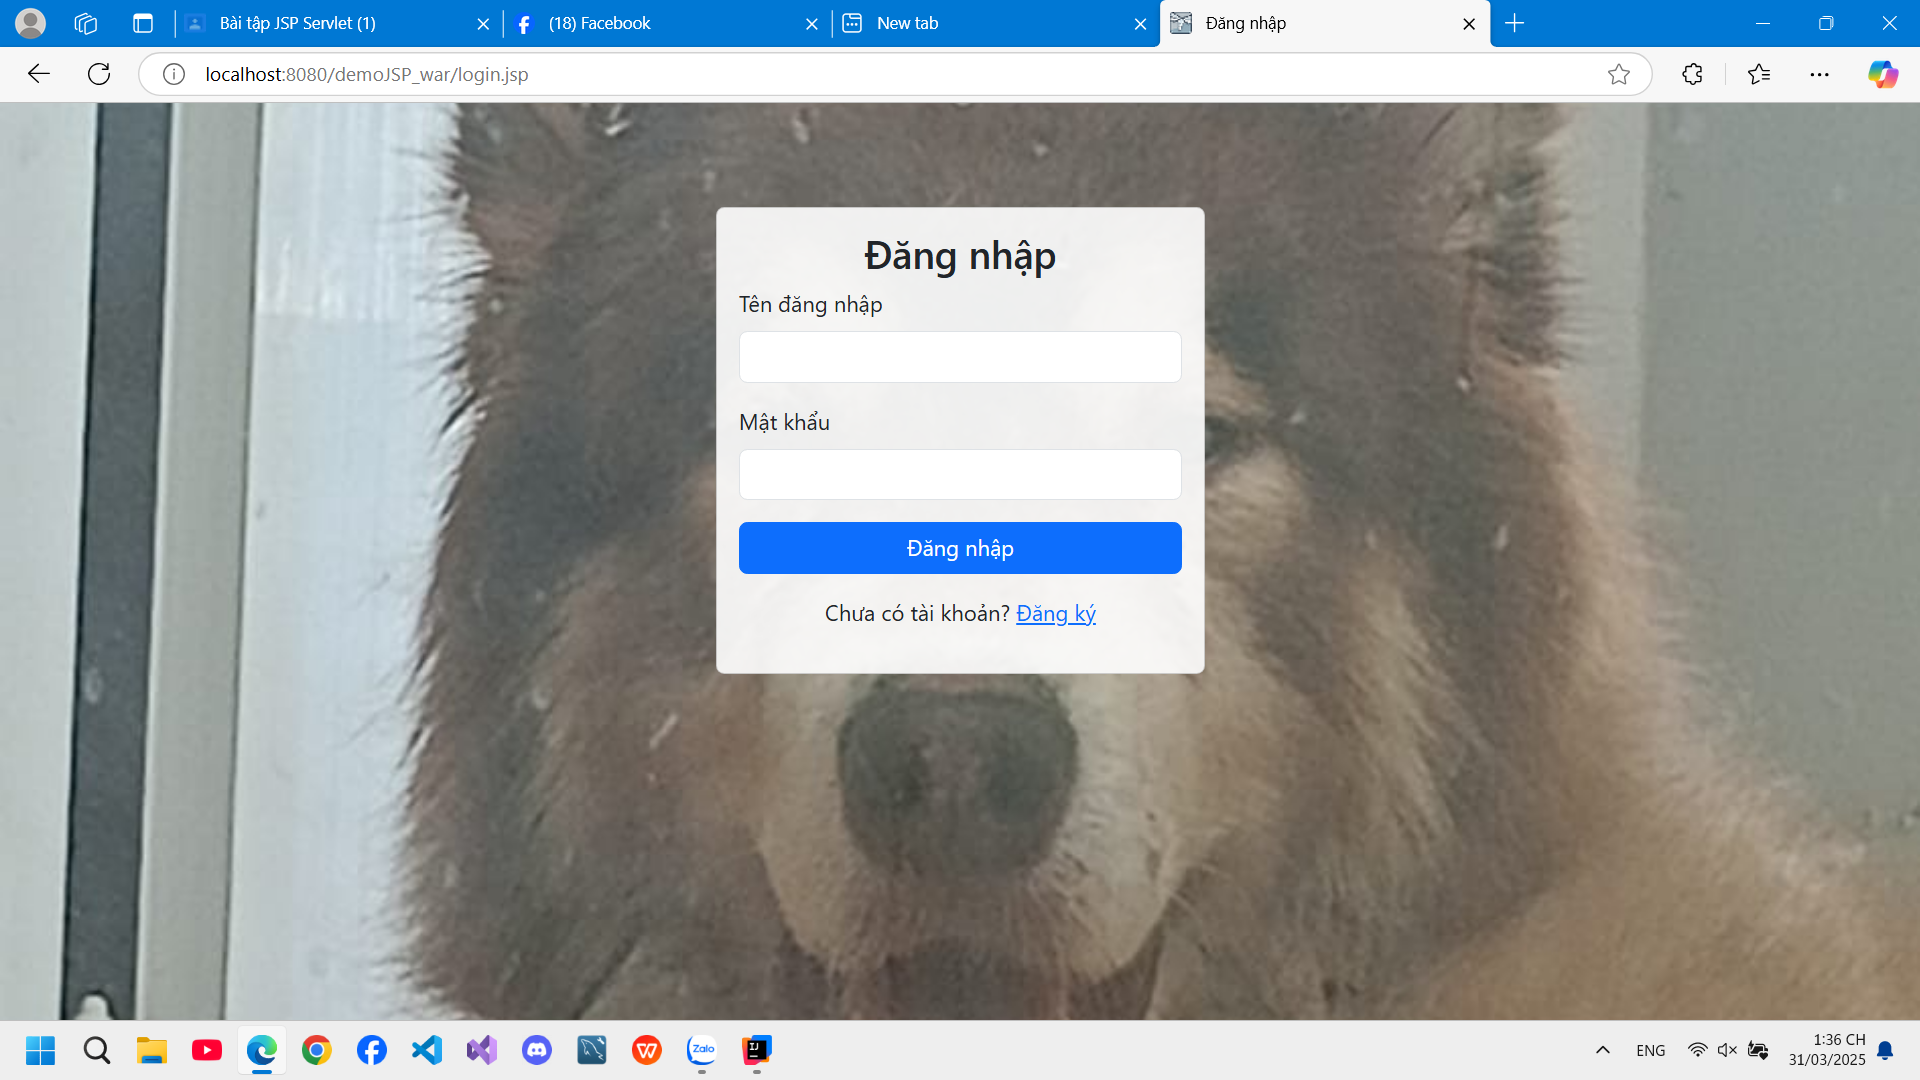 Bài tập JSP Servlet (1)
(18) Facebook
New tab
Đăng nhập
localhost:8080/demoJSP_war/login.jsp
Đăng nhập
Tên đăng nhập
Mật khẩu
Đăng nhập
Chưa có tài khoản? Đăng ký
Zalo
IJ
ENG
1:36 CH
31/03/2025